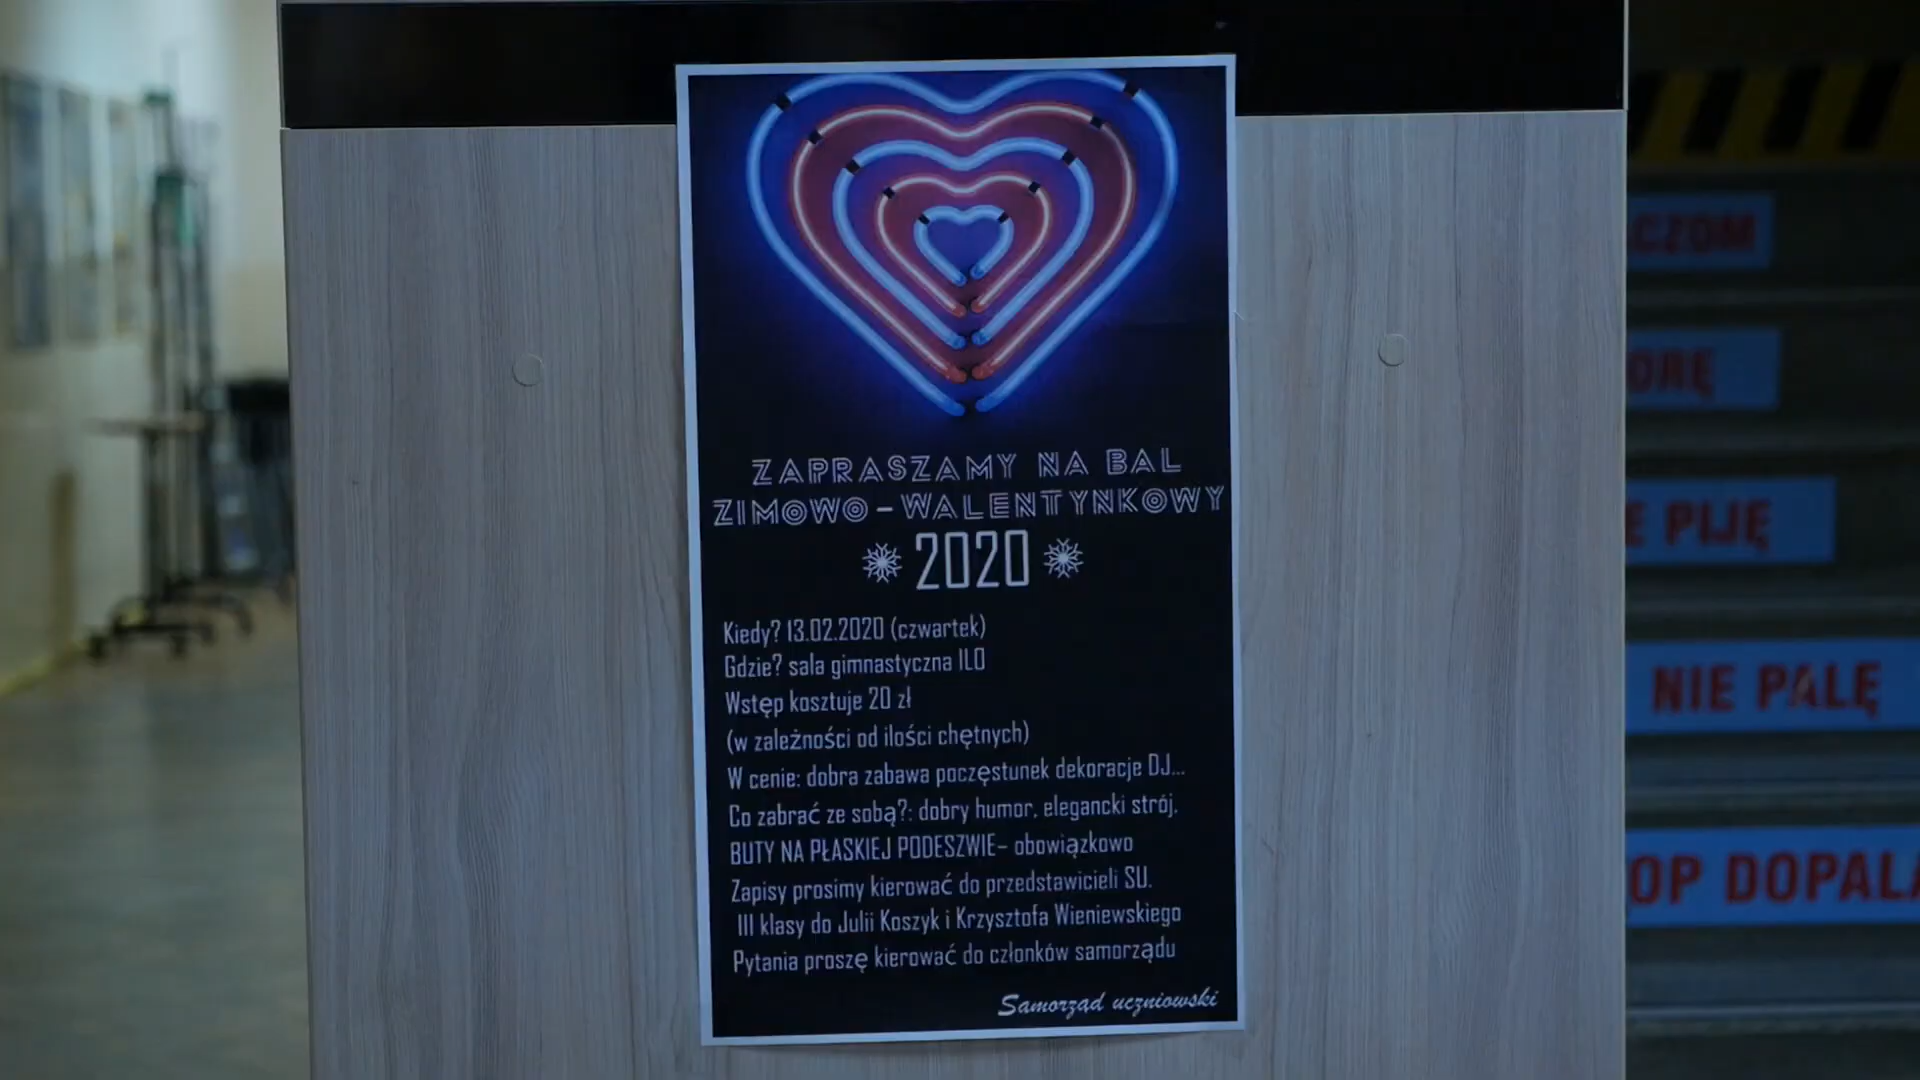 ZAPRASZAMY NA BAL
ZIMOWO-WALENTYNKOWY
2020
Kiedy? 13.02.2020 (czwartek)
Gdzie? sala gimnastyczna ILO
Wstęp kosztuje 20 zł
(w zależności od ilości chętnych)
W cenie: dobra zabawa poczęstunek dekoracje DJ...
Co zabrać ze sobą?: dobry humor, elegancki strój,
BUTY NA PŁASKIEJ PODESZWIE- obowiązkowo
Zapisy prosimy kierować do przedstawicieli SU.
III klasy do Julii Koszyk i Krzysztofa Wieniewskiego
Pytania proszę kierować do członków samorządu
Samorząd uczniowski
PIJĘ
NIE PALĘ